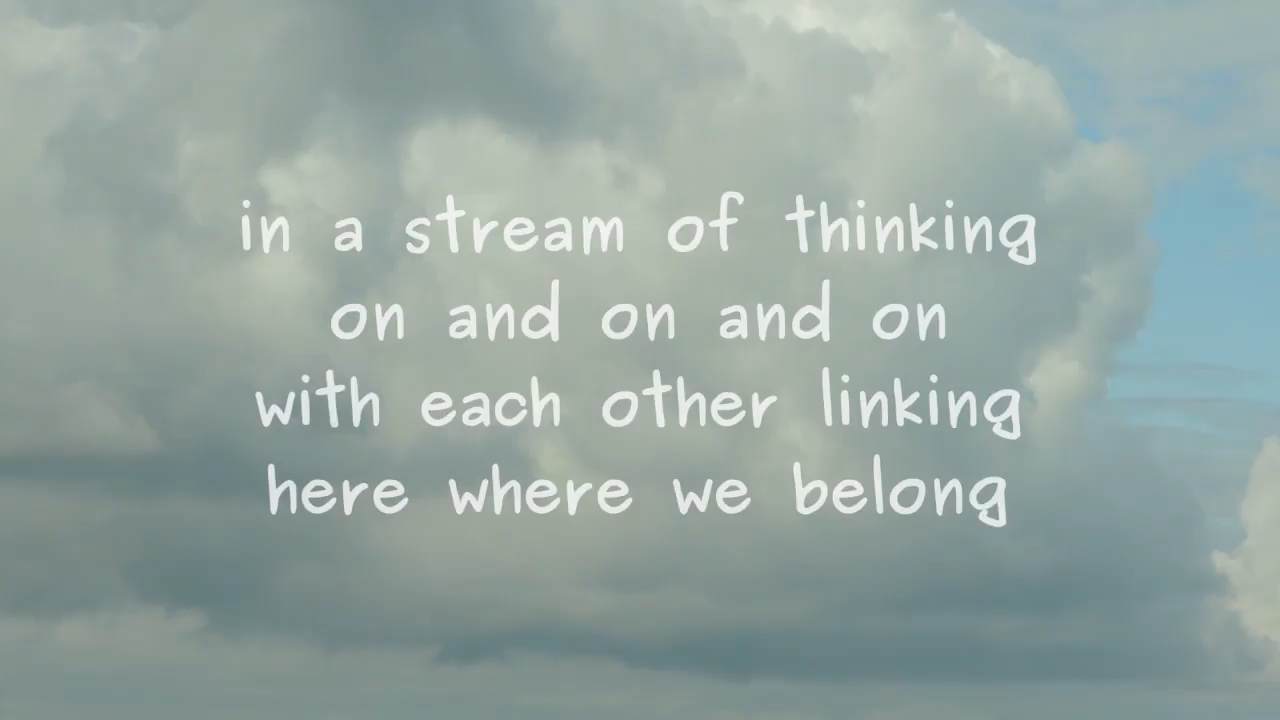 in a stream of thinking
on and on and on
with each other linking
here where we belong